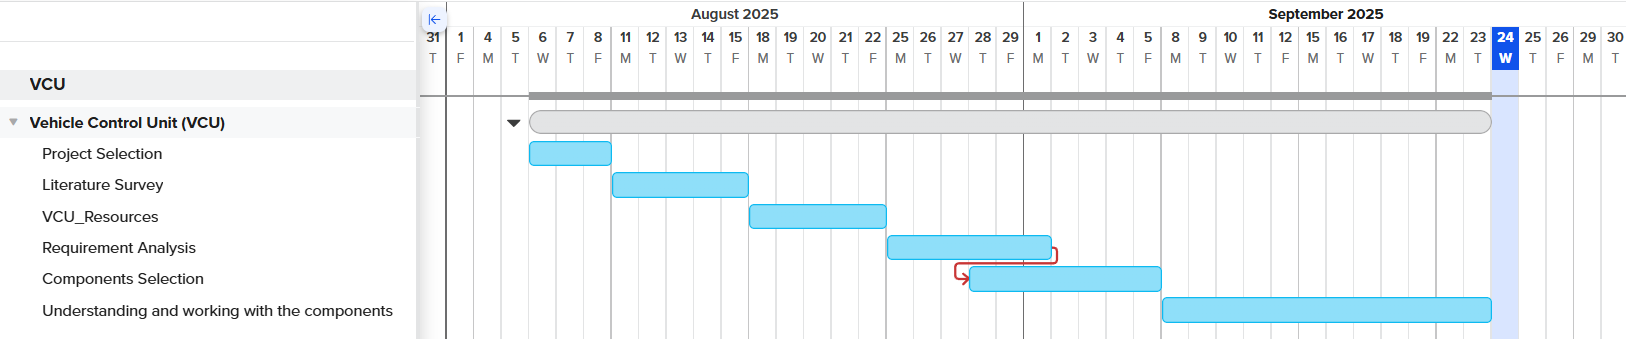 August 2025 September 2025
31 1 4 5 6 7 8 11 12 13 14 15 18 19 20 21 22 25 26 27 28 29 1 2 3 4 5 8 9 10 11 12 15 16 17 18 19 22 23 24 25 26 29 30
T F M T W T F M T W T F M T W T F M T W T F M T W T F M T W T F M T W T F M T W T F M T
VCU
Vehicle Control Unit (VCU)
Project Selection
Literature Survey
VCU_Resources
Requirement Analysis
Components Selection
Understanding and working with the components